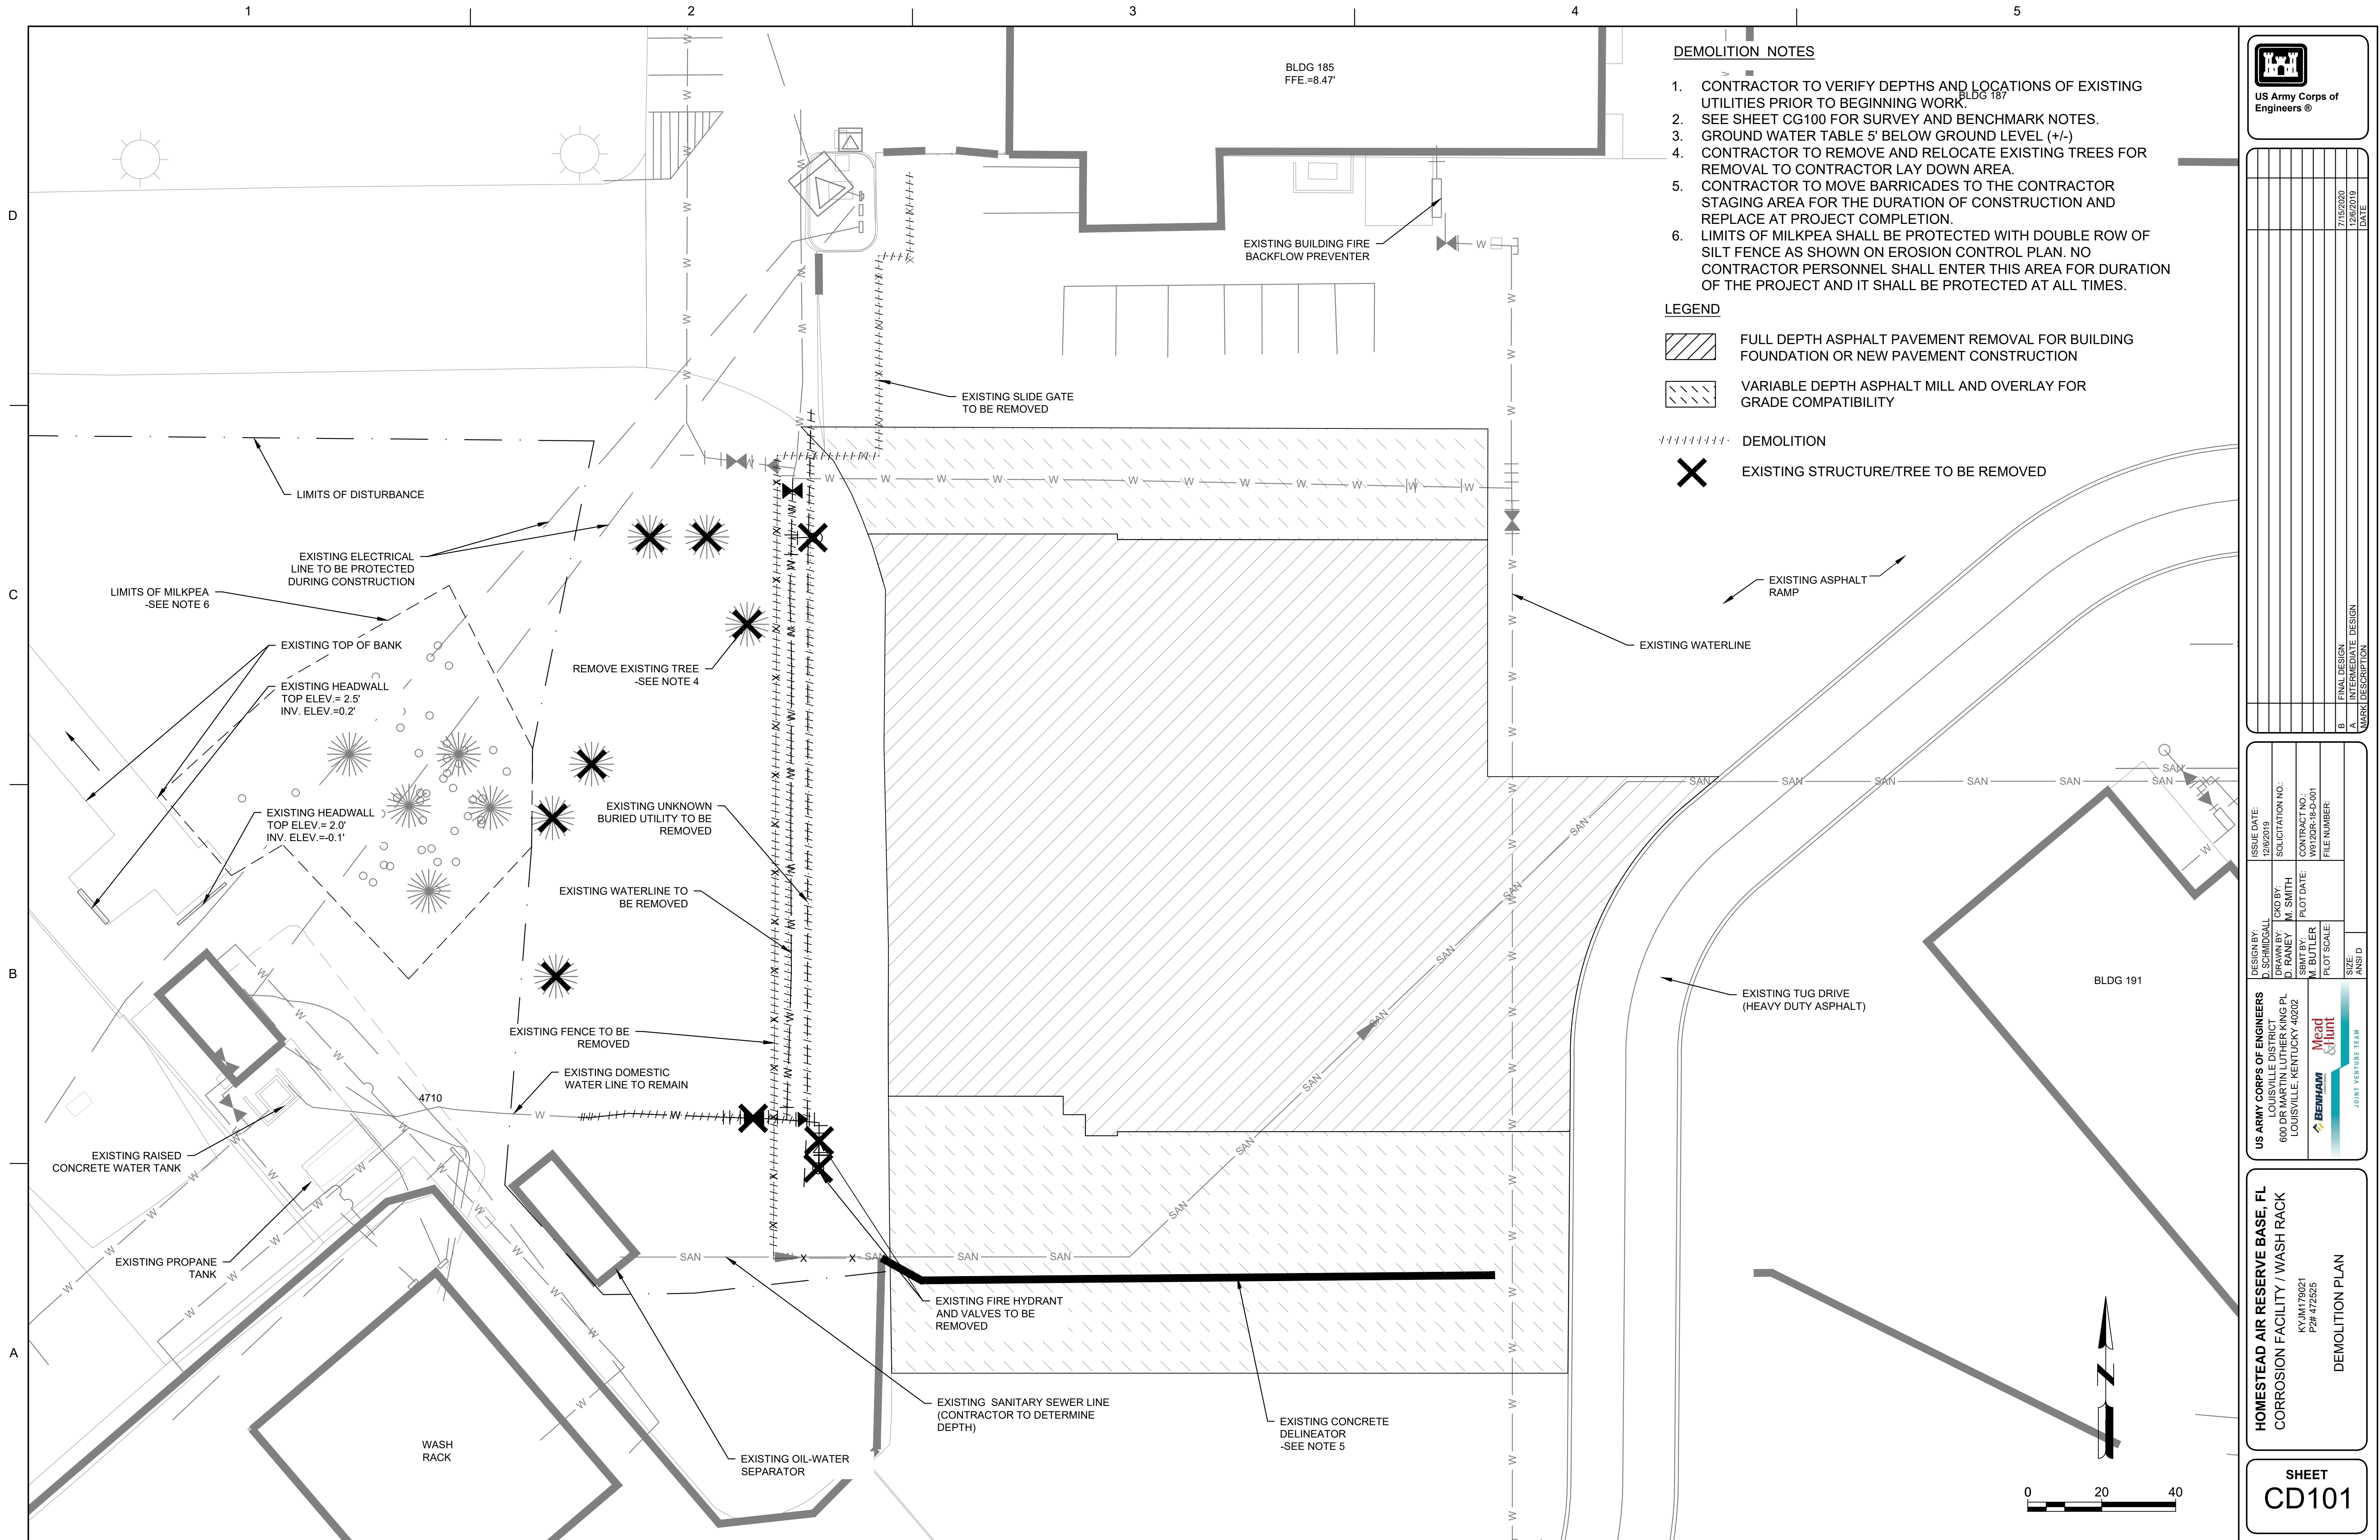 1
2
3
4
5
D
C
B
A
DEMOLITION NOTES
1. CONTRACTOR TO VERIFY DEPTHS AND LOCATIONS OF EXISTING
UTILITIES PRIOR TO BEGINNING WORK.
2. SEE SHEET CG100 FOR SURVEY AND BENCHMARK NOTES.
3. GROUND WATER TABLE 5' BELOW GROUND LEVEL (+/-)
4. CONTRACTOR TO REMOVE AND RELOCATE EXISTING TREES FOR
REMOVAL TO CONTRACTOR LAY DOWN AREA.
5. CONTRACTOR TO MOVE BARRICADES TO THE CONTRACTOR
STAGING AREA FOR THE DURATION OF CONSTRUCTION AND
REPLACE AT PROJECT COMPLETION.
6. LIMITS OF MILKPEA SHALL BE PROTECTED WITH DOUBLE ROW OF
SILT FENCE AS SHOWN ON EROSION CONTROL PLAN. NO
CONTRACTOR PERSONNEL SHALL ENTER THIS AREA FOR DURATION
OF THE PROJECT AND IT SHALL BE PROTECTED AT ALL TIMES.
BLDG 187
LEGEND
FULL DEPTH ASPHALT PAVEMENT REMOVAL FOR BUILDING
FOUNDATION OR NEW PAVEMENT CONSTRUCTION
VARIABLE DEPTH ASPHALT MILL AND OVERLAY FOR
GRADE COMPATIBILITY
DEMOLITION
EXISTING STRUCTURE/TREE TO BE REMOVED
BLDG 185
FFE.=8.47'
EXISTING BUILDING FIRE
BACKFLOW PREVENTER
EXISTING SLIDE GATE
TO BE REMOVED
LIMITS OF DISTURBANCE
EXISTING ELECTRICAL
LINE TO BE PROTECTED
DURING CONSTRUCTION
LIMITS OF MILKPEA
-SEE NOTE 6
EXISTING TOP OF BANK
EXISTING HEADWALL
TOP ELEV.= 2.5'
INV. ELEV.=0.2'
EXISTING HEADWALL
TOP ELEV.= 2.0'
INV. ELEV.=-0.1'
REMOVE EXISTING TREE
-SEE NOTE 4
EXISTING UNKNOWN
BURIED UTILITY TO BE
REMOVED
EXISTING WATERLINE TO
BE REMOVED
EXISTING FENCE TO BE
REMOVED
EXISTING DOMESTIC
WATER LINE TO REMAIN
4710
EXISTING ASPHALT
RAMP
EXISTING WATERLINE
EXISTING TUG DRIVE
(HEAVY DUTY ASPHALT)
BLDG 191
EXISTING RAISED
CONCRETE WATER TANK
EXISTING PROPANE
TANK
EXISTING FIRE HYDRANT
AND VALVES TO BE
REMOVED
EXISTING SANITARY SEWER LINE
(CONTRACTOR TO DETERMINE
DEPTH)
EXISTING CONCRETE
DELINEATOR
-SEE NOTE 5
EXISTING OIL-WATER
SEPARATOR
WASH
RACK
W
SAN
X
N
0 20 40
US Army Corps of
Engineers ®
B FINAL DESIGN 7/15/2020
A INTERMEDIATE DESIGN 12/6/2019
MARK DESCRIPTION DATE
ISSUE DATE:
12/6/2019
SOLICITATION NO.:
CONTRACT NO.:
W912QR-18-D-001
FILE NUMBER:
DESIGN BY:
D. SCHMIDGALL
DRAWN BY:
D. RANEY
CKD BY:
M. SMITH
SBMT BY:
M. BUTLER
PLOT DATE:
PLOT SCALE:
SIZE:
ANSI D
US ARMY CORPS OF ENGINEERS
LOUISVILLE DISTRICT
600 DR MARTIN LUTHER KING PL
LOUISVILLE, KENTUCKY 40202
BENHAM
Mead
&Hunt
JOINT VENTURE TEAM
HOMESTEAD AIR RESERVE BASE, FL
CORROSION FACILITY / WASH RACK
KYJM179021
P2# 472525
DEMOLITION PLAN
SHEET
CD101